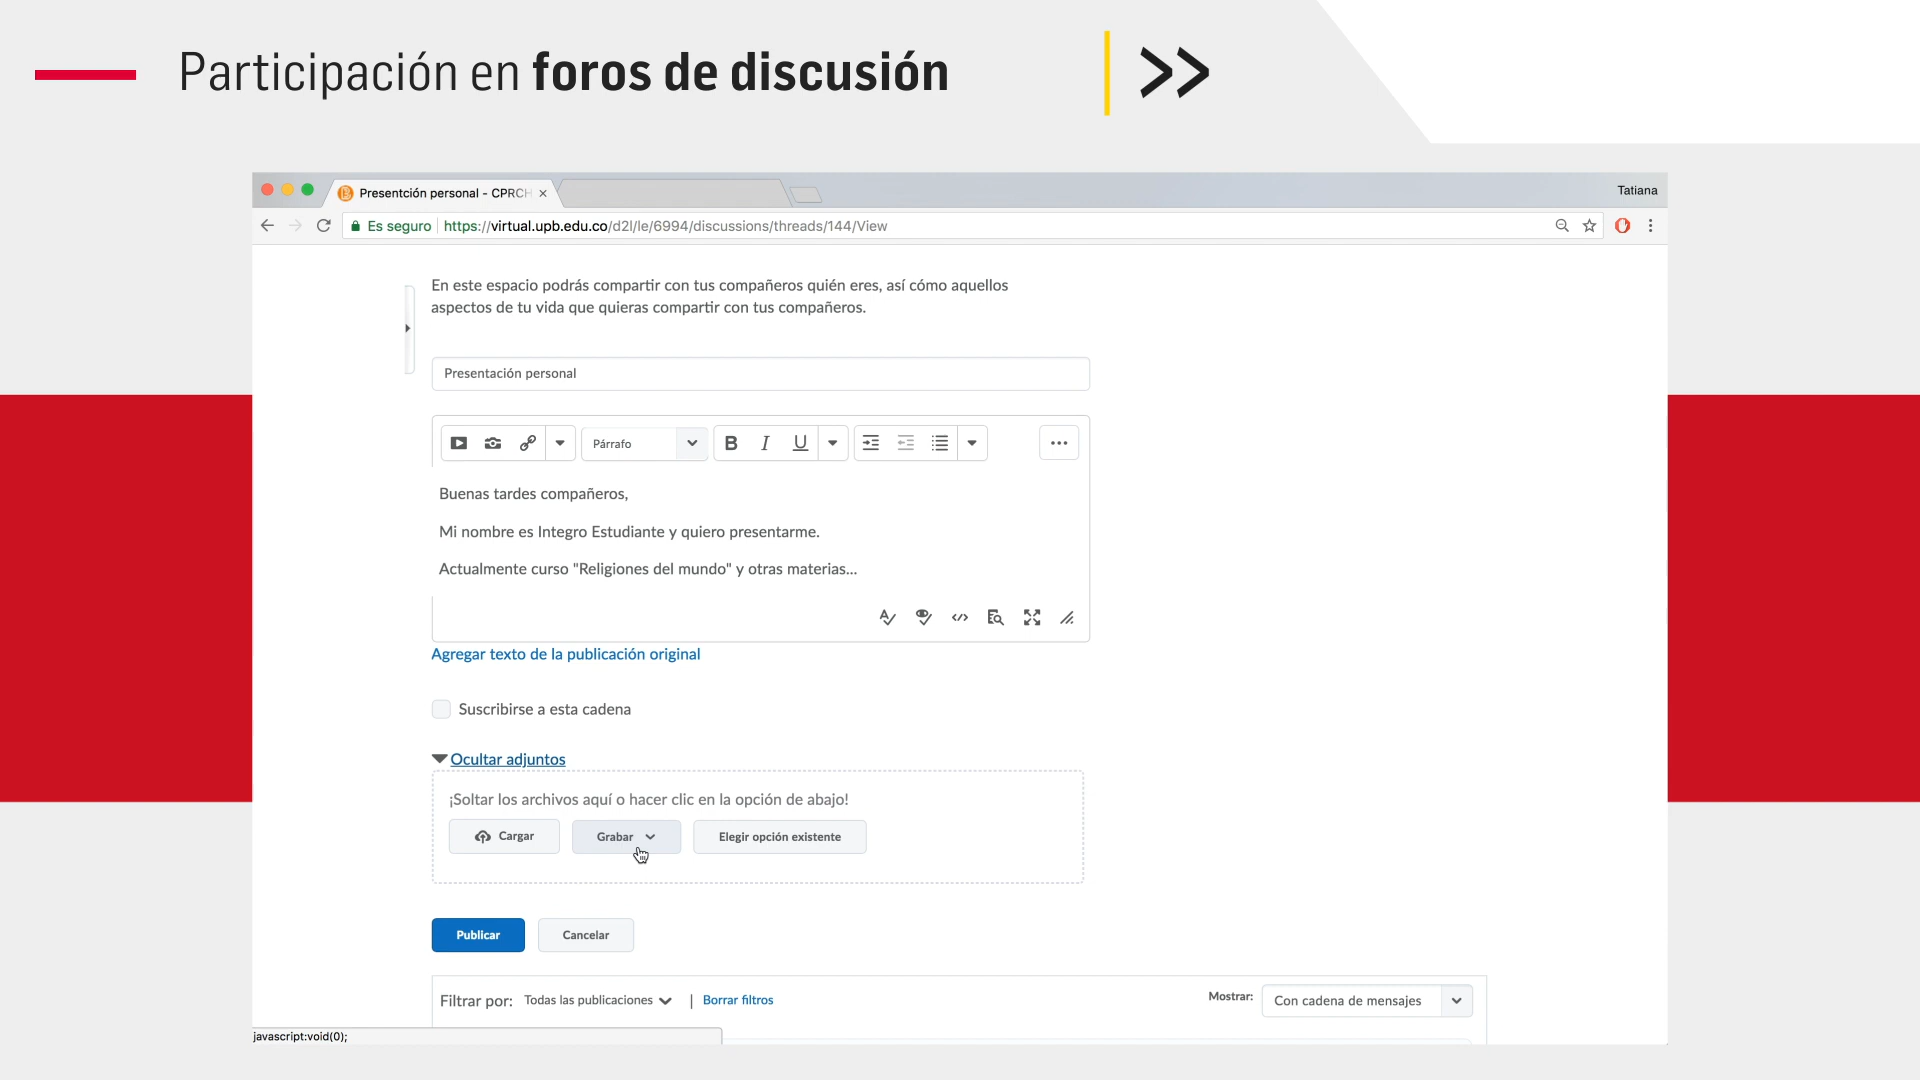 Participación en foros de discusión
Presentción personal - CPRCH
Tatiana
Es seguro
https://virtual.upb.edu.co/d2l/le/6994/discussions/threads/144/View
En este espacio podrás compartir con tus compañeros quién eres, así cómo aquellos
aspectos de tu vida que quieras compartir con tus compañeros.
Presentación personal
Párrafo
B I U
Buenas tardes compañeros,
Mi nombre es Integro Estudiante y quiero presentarme.
Actualmente curso "Religiones del mundo" y otras materias...
Agregar texto de la publicación original
Suscribirse a esta cadena
Ocultar adjuntos
¡Soltar los archivos aquí o hacer clic en la opción de abajo!
Cargar
Grabar
Elegir opción existente
Publicar
Cancelar
Filtrar por: Todas las publicaciones | Borrar filtros
Mostrar: Con cadena de mensajes
javascript:void(0);